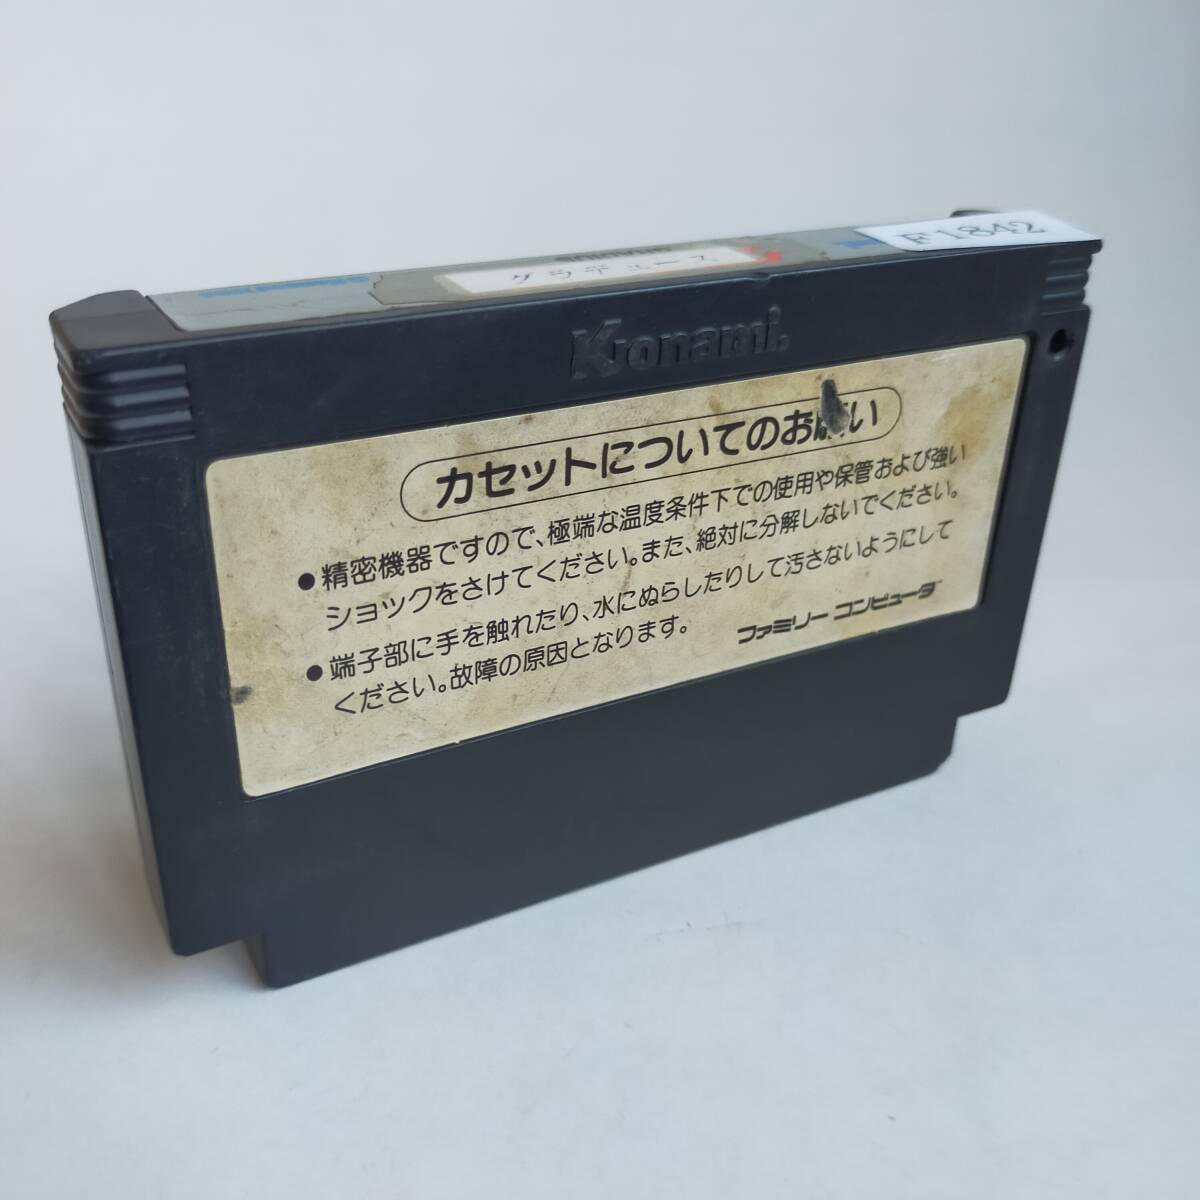 F1842
グラディース
GRADIUS
Konami.
カセットについてのお願い
●精密機器ですので、極端な温度条件下での使用や保管および強い
ショックをさけてください。また、絶対に分解しないでください。
●端子部に手を触れたり、水にぬらしたりして汚さないようにして
ください。故障の原因となります。
ファミリー コンピュータ